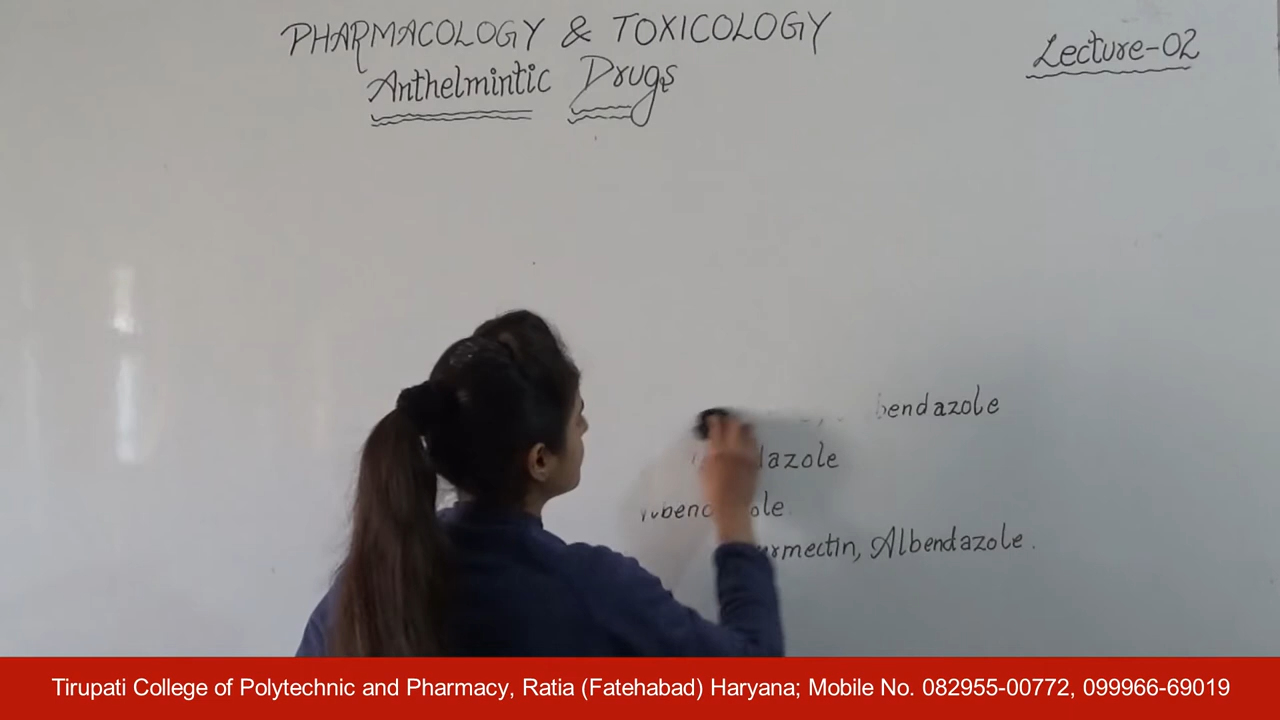 PHARMACOLOGY & TOXICOLOGY
Lecture-02
Anthelmintic Drugs
bendazole
dazole
ole
urmectin, Albendazole.
Tirupati College of Polytechnic and Pharmacy, Ratia (Fatehabad) Haryana; Mobile No. 082955-00772, 099966-69019